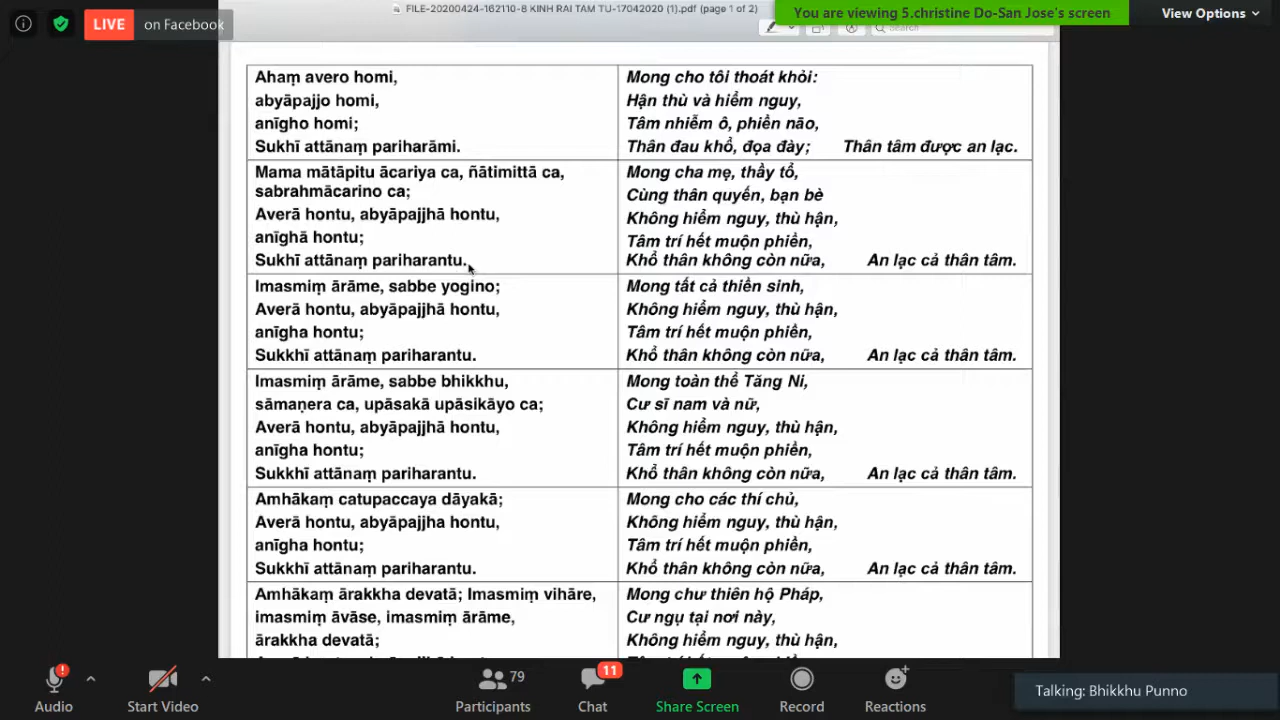 LIVE on Facebook
FILE-20200424-162110-8 KINH RAI TAM TU-17042020 (1).pdf (page 1 of 2)
You are viewing 5.christine Do-San Jose's screen
View Options
Search
Ahaṃ avero homi,
abyāpajjo homi,
anīgho homi;
Sukhī attānaṃ pariharāmi.
Mong cho tôi thoát khỏi:
Hận thù và hiểm nguy,
Tâm nhiễm ô, phiền não,
Thân đau khổ, đọa đày; Thân tâm được an lạc.
Mama mātāpitu ācariya ca, ñātimittā ca,
sabrahmācarino ca;
Averā hontu, abyāpajjhā hontu,
anīghā hontu;
Sukhī attānaṃ pariharantu.
Mong cha mẹ, thầy tổ,
Cùng thân quyến, bạn bè
Không hiểm nguy, thù hận,
Tâm trí hết muộn phiền,
Khổ thân không còn nữa, An lạc cả thân tâm.
Imasmiṃ ārāme, sabbe yogino;
Averā hontu, abyāpajjhā hontu,
anīgha hontu;
Sukkhī attānaṃ pariharantu.
Mong tất cả thiền sinh,
Không hiểm nguy, thù hận,
Tâm trí hết muộn phiền,
Khổ thân không còn nữa, An lạc cả thân tâm.
Imasmiṃ ārāme, sabbe bhikkhu,
sāmaṇera ca, upāsakā upāsikāyo ca;
Averā hontu, abyāpajjhā hontu,
anīgha hontu;
Sukkhī attānaṃ pariharantu.
Mong toàn thể Tăng Ni,
Cư sĩ nam và nữ,
Không hiểm nguy, thù hận,
Tâm trí hết muộn phiền,
Khổ thân không còn nữa, An lạc cả thân tâm.
Amhākaṃ catupaccaya dāyakā;
Averā hontu, abyāpajjha hontu,
anīgha hontu;
Sukkhī attānaṃ pariharantu.
Mong cho các thí chủ,
Không hiểm nguy, thù hận,
Tâm trí hết muộn phiền,
Khổ thân không còn nữa, An lạc cả thân tâm.
Amhākaṃ ārakkha devatā; Imasmiṃ vihāre,
imasmiṃ āvāse, imasmiṃ ārāme,
ārakkha devatā;
Mong chư thiên hộ Pháp,
Cư ngụ tại nơi này,
Không hiểm nguy, thù hận,
Audio
Start Video
Participants 79
Chat 11
Share Screen
Record
Reactions
Talking: Bhikkhu Punno